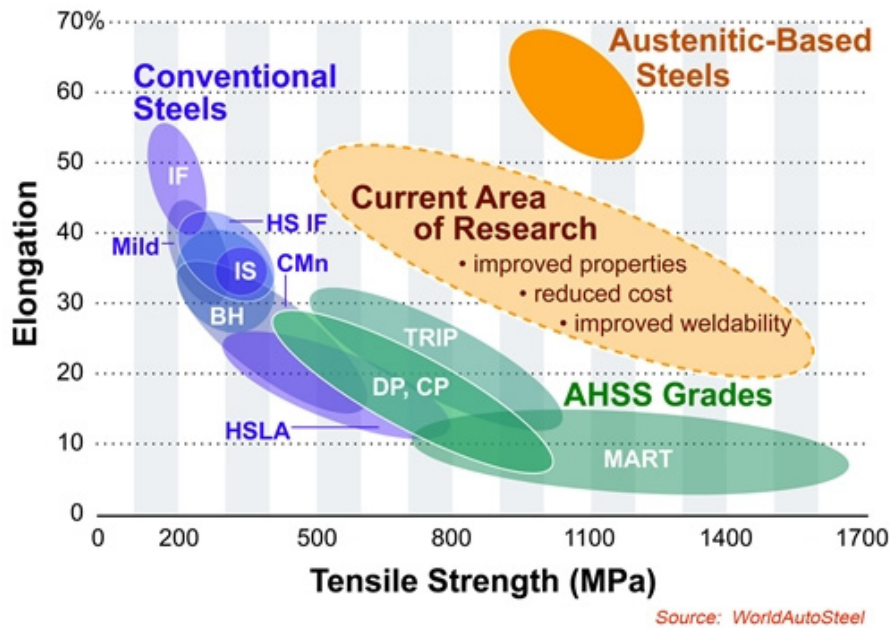 70%
60
50
40
30
20
10
0
Elongation
Conventional
Steels
Austenitic-Based
Steels
IF
Mild
HS IF
IS
CMn
BH
HSLA
Current Area
of Research
• improved properties
• reduced cost
• improved weldability
TRIP
DP, CP
AHSS Grades
MART
0 200 500 800 1100 1400 1700
Tensile Strength (MPa)
Source: WorldAutoSteel